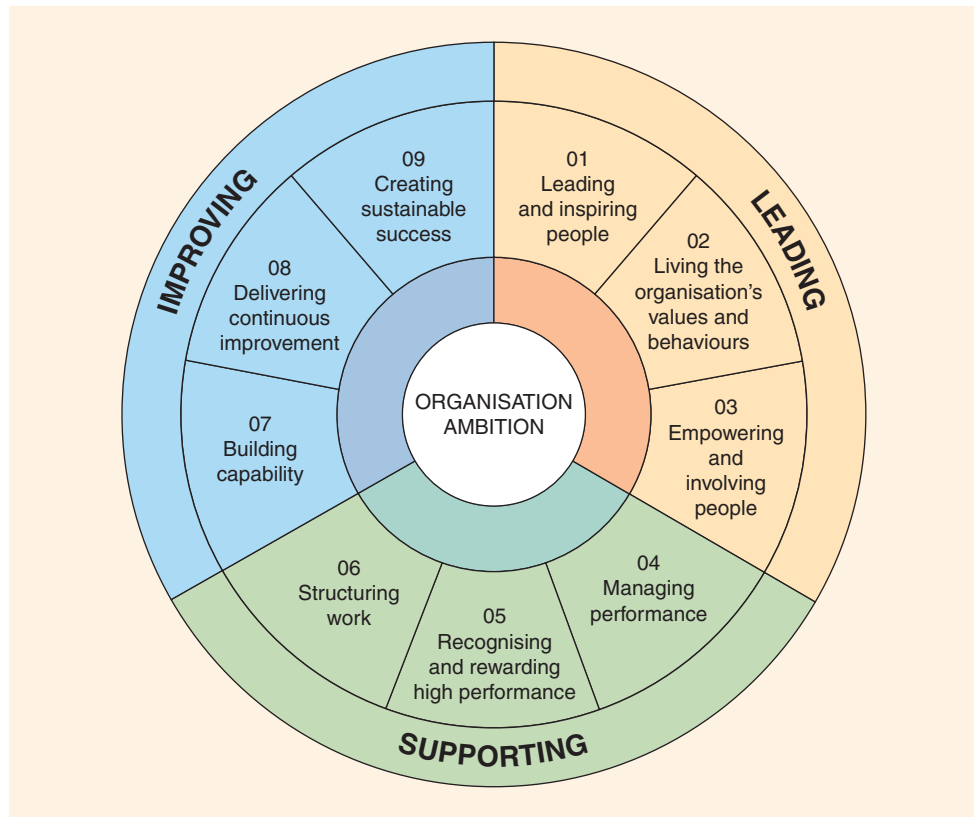 IMPROVING
LEADING
SUPPORTING
ORGANISATION
AMBITION
01
Leading
and inspiring
people
02
Living the
organisation's
values and
behaviours
03
Empowering
and
involving
people
04
Managing
performance
05
Recognising
and rewarding
high performance
06
Structuring
work
07
Building
capability
08
Delivering
continuous
improvement
09
Creating
sustainable
success